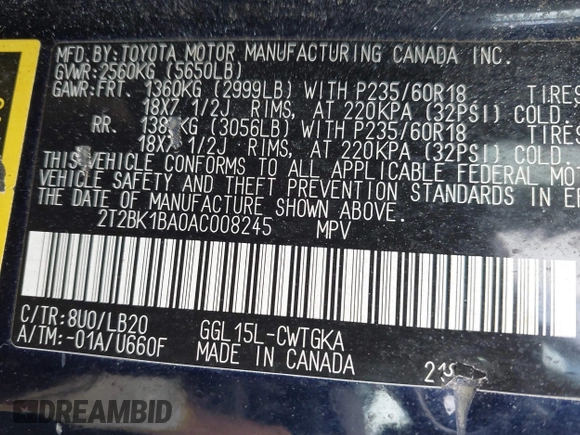 MFD.BY:TOYOTA MOTOR MANUFACTURING CANADA INC.
GVWR:2560KG (5650LB)
GAWR:FRT. 1360KG (2999LB) WITH P235/60R18 TIRES
18X7 1/2J RIMS, AT 220KPA (32PSI) COLD.
RR. KG (3056LB) WITH P235/60R18 TIRES
1/2J RIMS, AT 220KPA (32PSI) COLD.
THIS VEHICLE CONFORMS TO ALL APPLICABLE FEDERAL MO
VEHICLE SAFETY AND THEFT PREVENTION STANDARDS IN EF
THE DATE OF MANUFACTURE SHOWN ABOVE.
2T2BK1BA0AC008245 MPV
C/TR:8U0/LB20 GGL15L-CWTGKA
A/TM:-01A/U660F MADE IN CANADA
DREAMBID